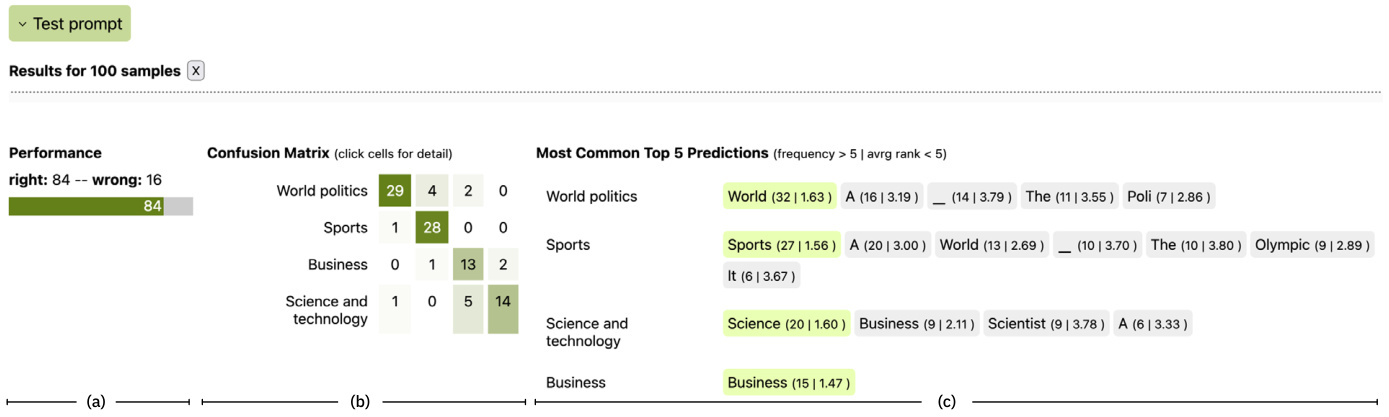 Test prompt
Results for 100 samples X
Performance
right: 84 -- wrong: 16
84
Confusion Matrix (click cells for detail)
World politics 29 4 2 0
Sports 1 28 0 0
Business 0 1 13 2
Science and technology 1 0 5 14
Most Common Top 5 Predictions (frequency > 5 | avrg rank < 5)
World politics World (32 | 1.63 ) A (16 | 3.19 ) __ (14 | 3.79 ) The (11 | 3.55 ) Poli (7 | 2.86 )
Sports Sports (27 | 1.56 ) A (20 | 3.00 ) World (13 | 2.69 ) __ (10 | 3.70 ) The (10 | 3.80 ) Olympic (9 | 2.89 )
It (6 | 3.67 )
Science and technology Science (20 | 1.60 ) Business (9 | 2.11 ) Scientist (9 | 3.78 ) A (6 | 3.33 )
Business Business (15 | 1.47 )
(a) (b) (c)